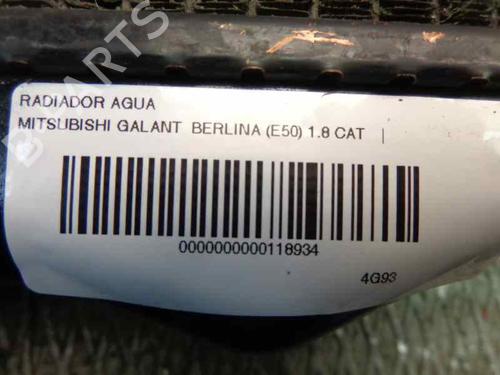 RADIADOR AGUA
MITSUBISHI GALANT BERLINA (E50) 1.8 CAT |
0000000000118934
4G93